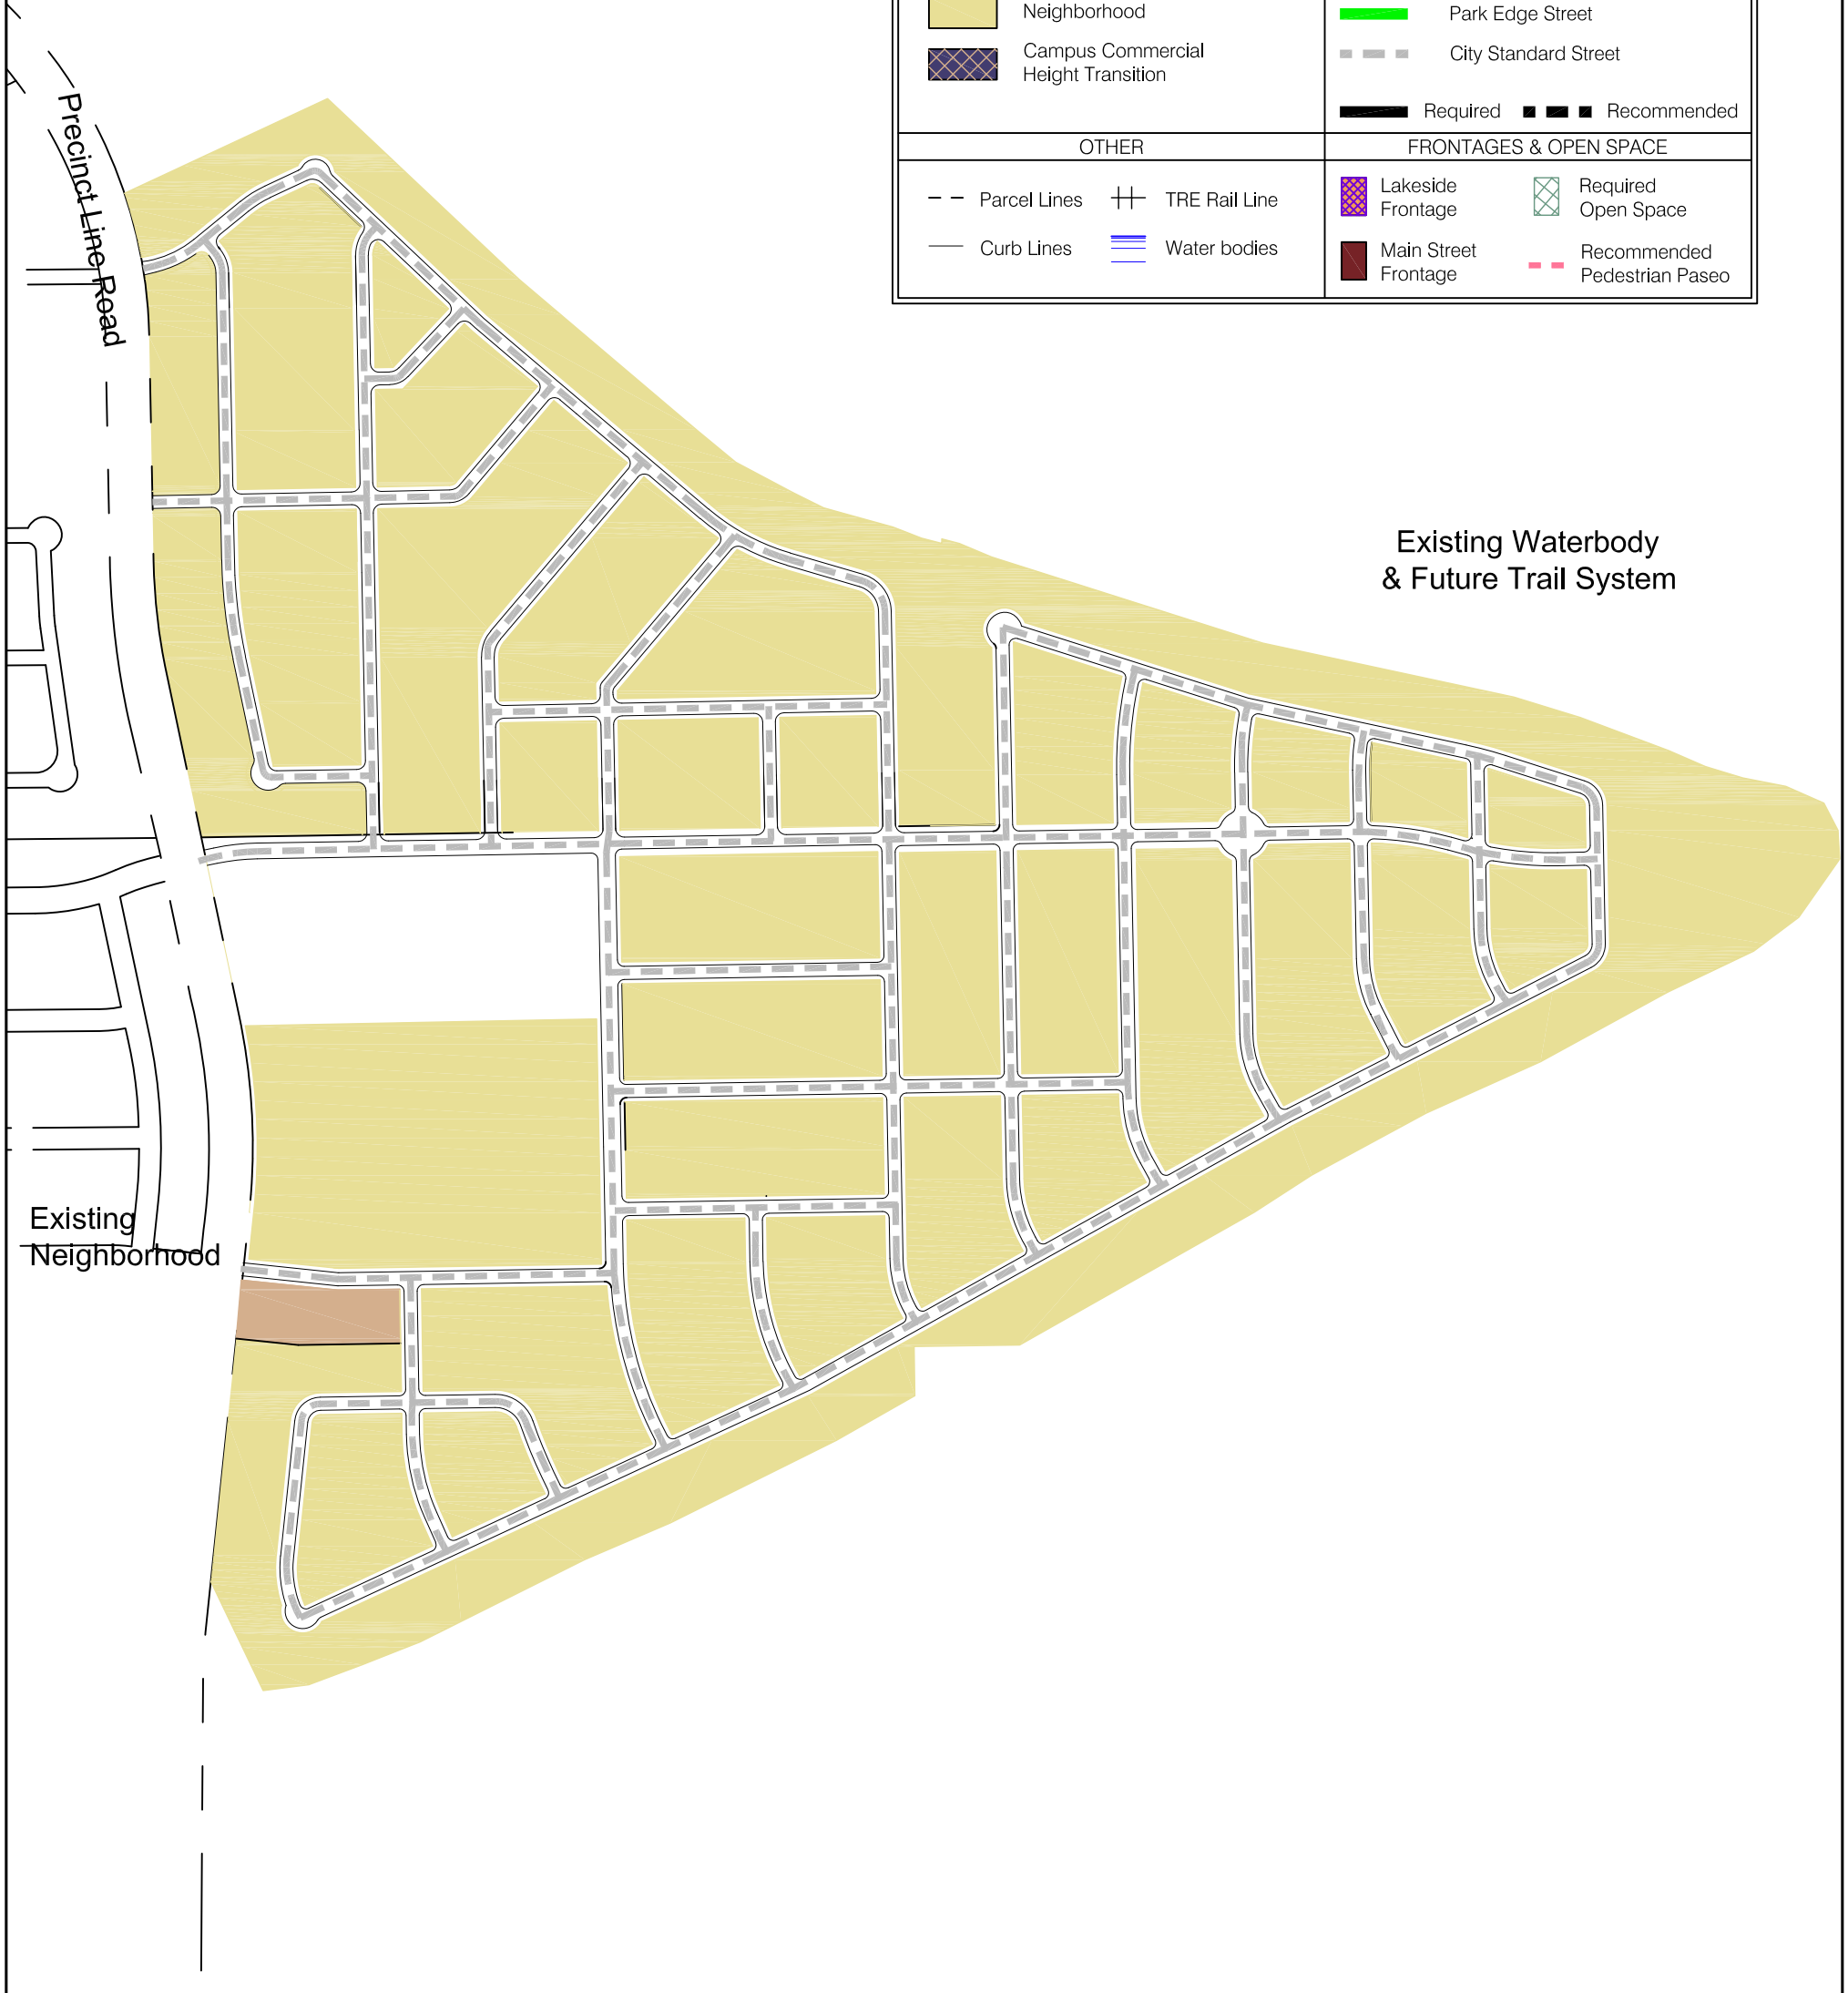 Neighborhood
Campus Commercial
Height Transition
Park Edge Street
City Standard Street
Required
Recommended
OTHER
Parcel Lines
TRE Rail Line
Curb Lines
Water bodies
FRONTAGES & OPEN SPACE
Lakeside
Frontage
Required
Open Space
Main Street
Frontage
Recommended
Pedestrian Paseo
Precinct Line Road
Existing Waterbody
& Future Trail System
Existing
Neighborhood